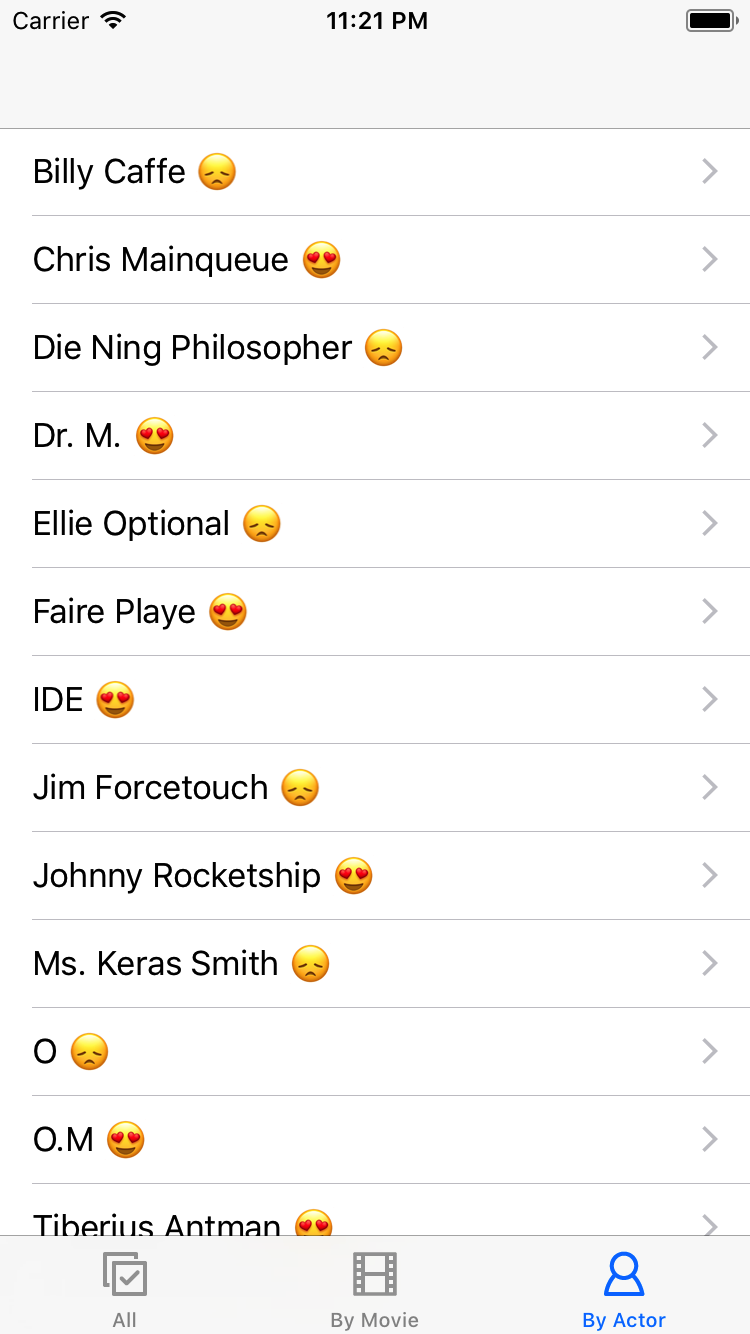 Carrier 11:21 PM
Billy Caffe 😞
Chris Mainqueue 😍
Die Ning Philosopher 😞
Dr. M. 😍
Ellie Optional 😞
Faire Playe 😍
IDE 😍
Jim Forcetouch 😞
Johnny Rocketship 😍
Ms. Keras Smith 😞
O 😞
O.M 😍
Tiberius Antman 😍
All By Movie By Actor